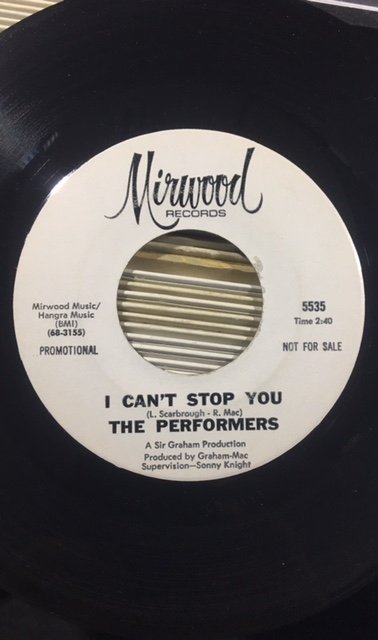 Mirwood
RECORDS
Mirwood Music/
Hangra Music
(BMI)
(68-3155)
PROMOTIONAL
5535
Time 2:40
NOT FOR SALE
I CAN'T STOP YOU
(L. Scarbrough - R. Mac)
THE PERFORMERS
A Sir Graham Production
Produced by Graham-Mac
Supervision—Sonny Knight